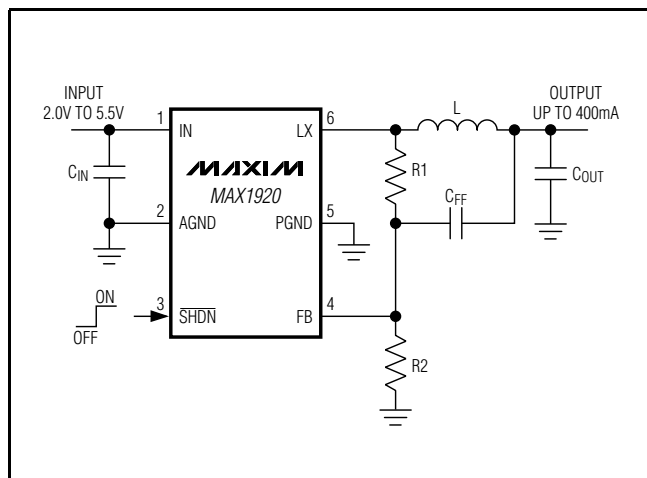 INPUT
2.0V TO 5.5V
OUTPUT
UP TO 400mA
1
IN
LX
6
L
CIN
MAXIM
MAX1920
R1
CFF
COUT
2
AGND
PGND
5
ON
OFF
3
SHDN
FB
4
R2